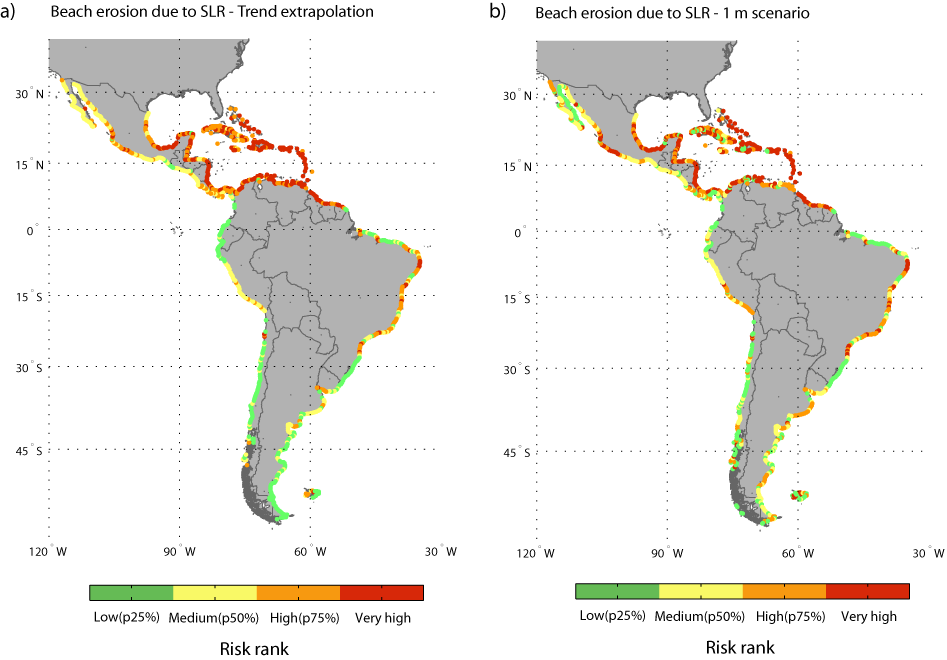 a)
Beach erosion due to SLR - Trend extrapolation
30° N
15° N
0°
15° S
30° S
45° S
120° W
90° W
60° W
30° W
Low(p25%)
Medium(p50%)
High(p75%)
Very high
Risk rank
b)
Beach erosion due to SLR - 1 m scenario
30° N
15° N
0°
15° S
30° S
45° S
120° W
90° W
60° W
30° W
Low(p25%)
Medium(p50%)
High(p75%)
Very high
Risk rank